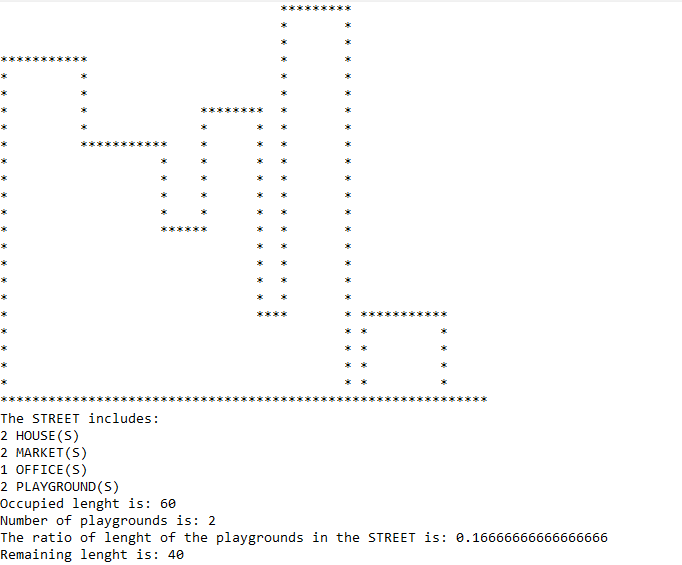 The STREET includes:
2 HOUSE(S)
2 MARKET(S)
1 OFFICE(S)
2 PLAYGROUND(S)
Occupied lenght is: 60
Number of playgrounds is: 2
The ratio of lenght of the playgrounds in the STREET is: 0.16666666666666666
Remaining lenght is: 40